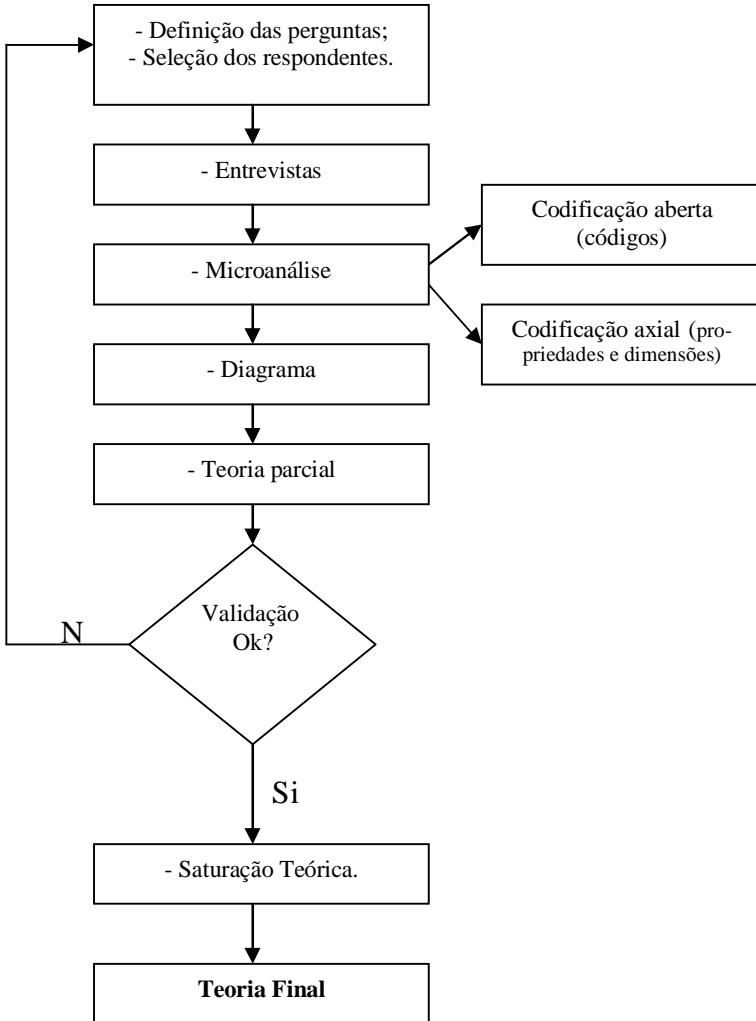 - Definição das perguntas;
- Seleção dos respondentes.
- Entrevistas
Codificação aberta
(códigos)
- Microanálise
Codificação axial (pro-
priedades e dimensões)
- Diagrama
- Teoria parcial
Validação
Ok?
N
Si
- Saturação Teórica.
Teoria Final